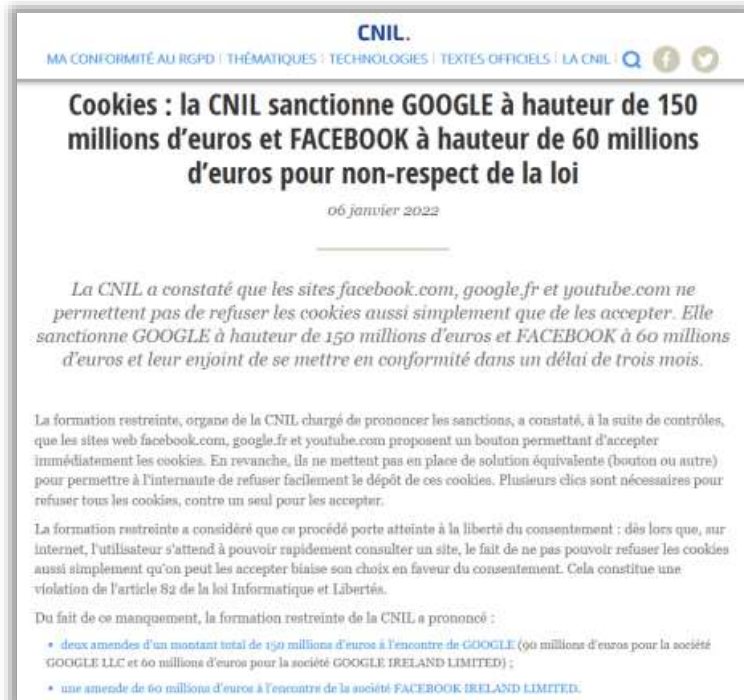 CNIL.
MA CONFORMITÉ AU RGPD | THÉMATIQUES | TECHNOLOGIES | TEXTES OFFICIELS | LA CNIL |
Cookies : la CNIL sanctionne GOOGLE à hauteur de 150
millions d’euros et FACEBOOK à hauteur de 60 millions
d’euros pour non-respect de la loi
06 janvier 2022
La CNIL a constaté que les sites facebook.com, google.fr et youtube.com ne
permettent pas de refuser les cookies aussi simplement que de les accepter. Elle
sanctionne GOOGLE à hauteur de 150 millions d’euros et FACEBOOK à 60 millions
d’euros et leur enjoint de se mettre en conformité dans un délai de trois mois.
La formation restreinte, organe de la CNIL chargé de prononcer les sanctions, a constaté, à la suite de contrôles,
que les sites web facebook.com, google.fr et youtube.com proposent un bouton permettant d’accepter
immédiatement les cookies. En revanche, ils ne mettent pas en place de solution équivalente (bouton ou autre)
pour permettre à l’internaute de refuser facilement le dépôt de ces cookies. Plusieurs clics sont nécessaires pour
refuser tous les cookies, contre un seul pour les accepter.
La formation restreinte a considéré que ce procédé porte atteinte à la liberté du consentement : dès lors que, sur
internet, l’utilisateur s’attend à pouvoir rapidement consulter un site, le fait de ne pas pouvoir refuser les cookies
aussi simplement qu’on peut les accepter biaise son choix en faveur du consentement. Cela constitue une
violation de l’article 82 de la loi Informatique et Libertés.
Du fait de ce manquement, la formation restreinte de la CNIL a prononcé :
• deux amendes d’un montant total de 150 millions d’euros à l’encontre de GOOGLE (90 millions d’euros pour la société
GOOGLE LLC et 60 millions d’euros pour la société GOOGLE IRELAND LIMITED) ;
• une amende de 60 millions d’euros à l’encontre de la société FACEBOOK IRELAND LIMITED.